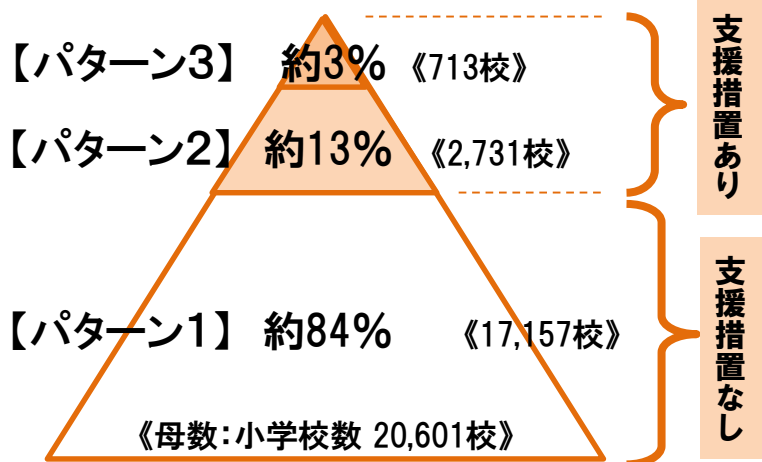 【パターン3】 約3% 《713校》
【パターン2】 約13% 《2,731校》
支援措置あり
【パターン1】 約84% 《17,157校》
支援措置なし
《母数:小学校数 20,601校》